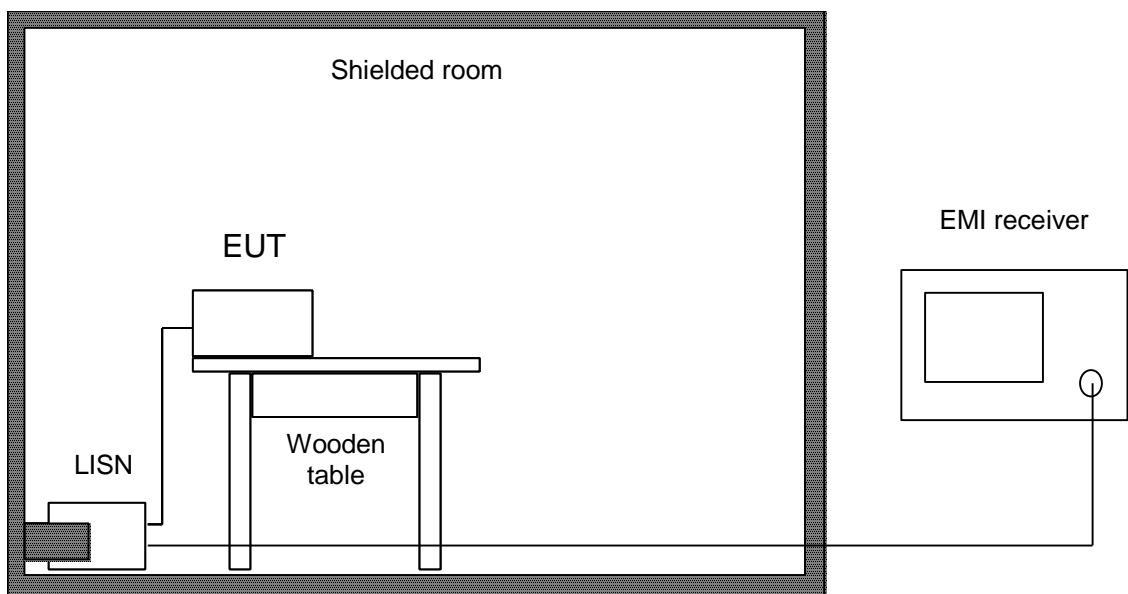 Shielded room
EMI receiver
EUT
Wooden
table
LISN